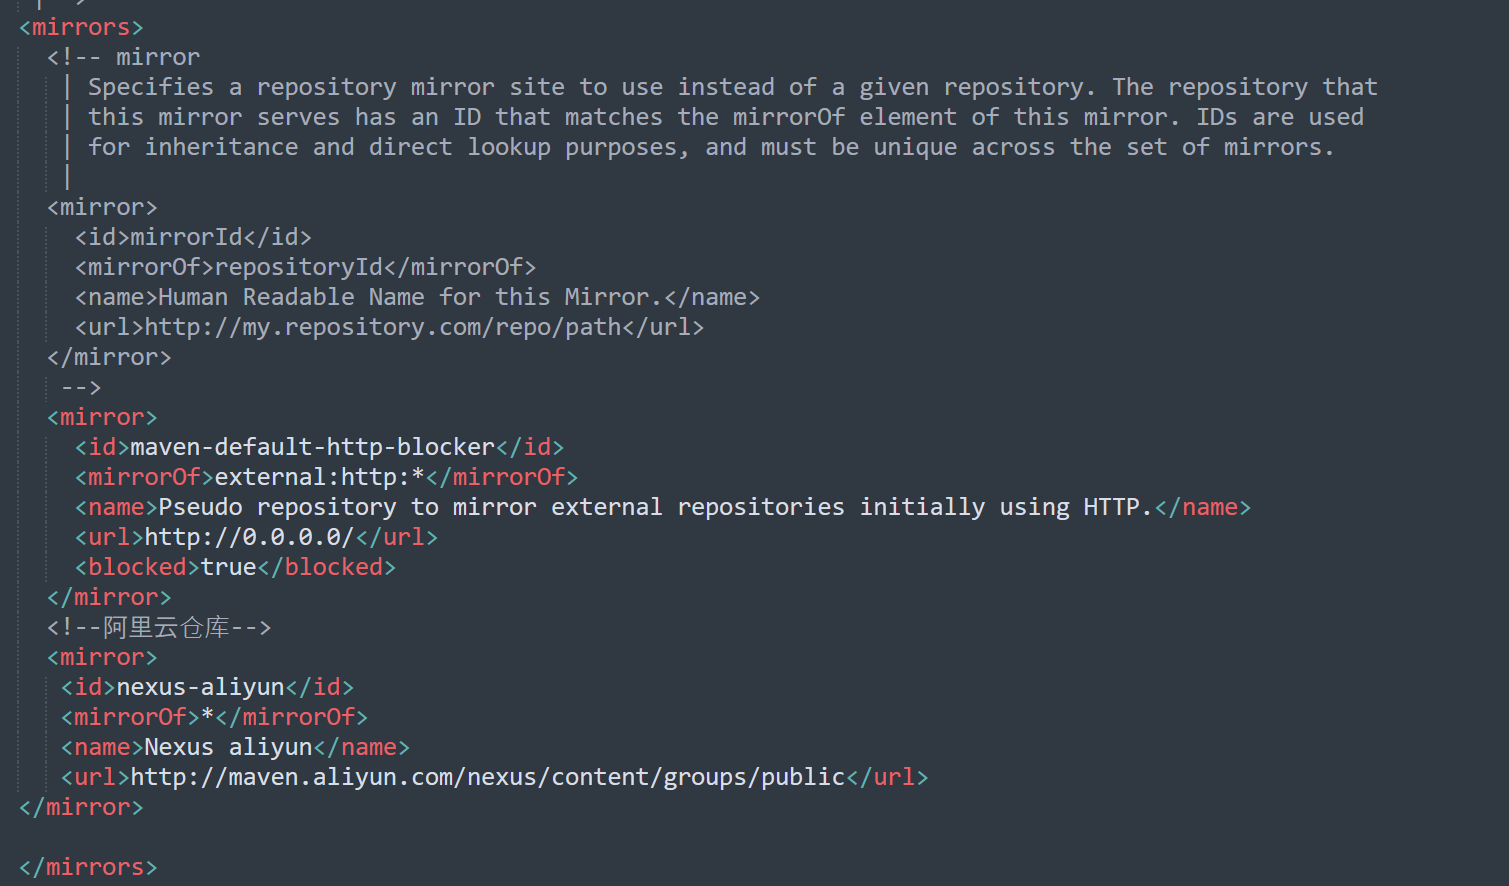 <mirrors>
<!-- mirror
| Specifies a repository mirror site to use instead of a given repository. The repository that
| this mirror serves has an ID that matches the mirrorOf element of this mirror. IDs are used
| for inheritance and direct lookup purposes, and must be unique across the set of mirrors.
|
<mirror>
<id>mirrorId</id>
<mirrorOf>repositoryId</mirrorOf>
<name>Human Readable Name for this Mirror.</name>
<url>http://my.repository.com/repo/path</url>
</mirror>
-->
<mirror>
<id>maven-default-http-blocker</id>
<mirrorOf>external:http:*</mirrorOf>
<name>Pseudo repository to mirror external repositories initially using HTTP.</name>
<url>http://0.0.0.0/</url>
<blocked>true</blocked>
</mirror>
<!--阿里云仓库-->
<mirror>
<id>nexus-aliyun</id>
<mirrorOf>*</mirrorOf>
<name>Nexus aliyun</name>
<url>http://maven.aliyun.com/nexus/content/groups/public</url>
</mirror>
</mirrors>